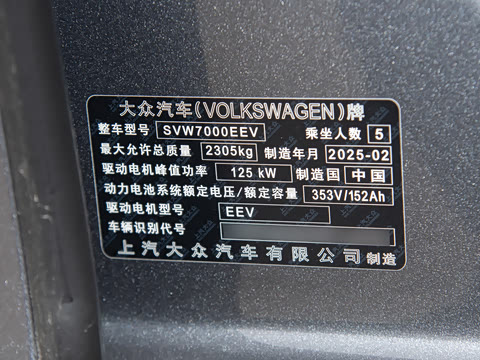 大众汽车(VOLKSWAGEN)牌
整车型号 SVW7000EEV 乘坐人数 5
最大允许总质量 2305kg 制造年月 2025-02
驱动电机峰值功率 125 kW 制造国 中国
动力电池系统额定电压/额定容量 353V/152Ah
驱动电机型号 EEV
车辆识别代号
上汽大众汽车有限公司 制造